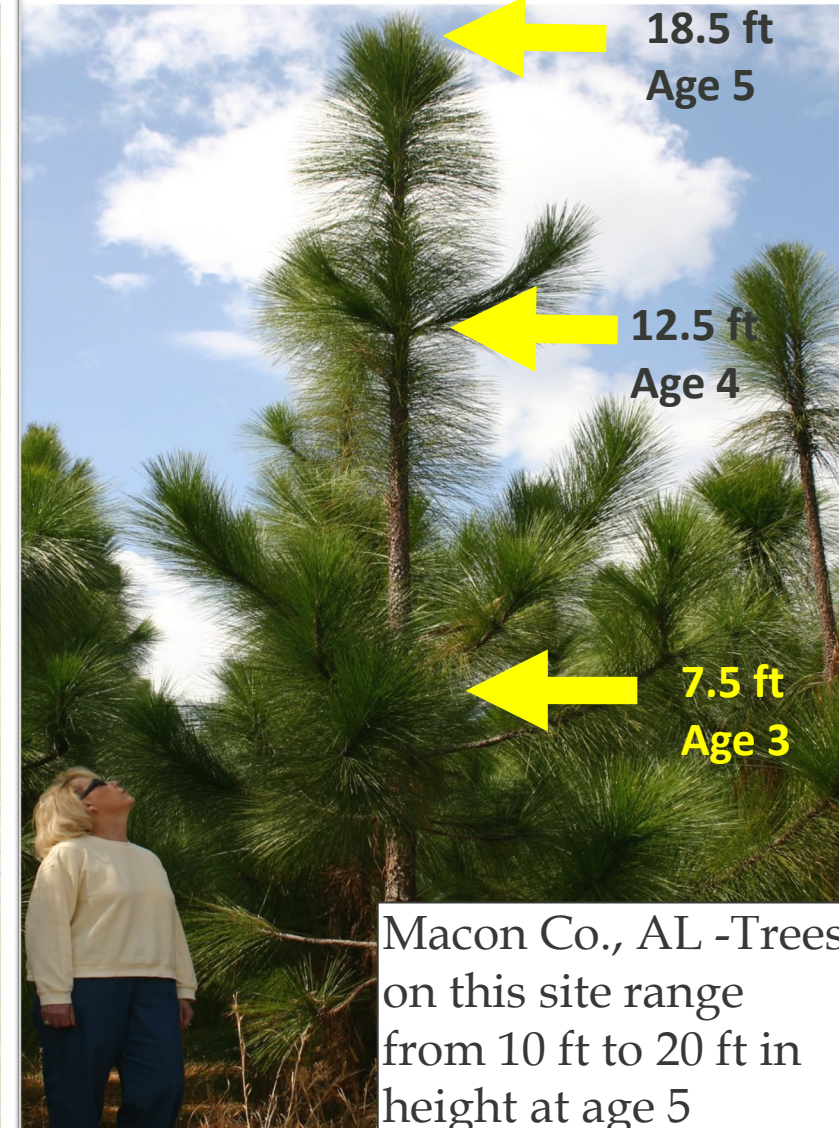 18.5 ft
Age 5
12.5 ft
Age 4
7.5 ft
Age 3
Macon Co., AL -Trees
on this site range
from 10 ft to 20 ft in
height at age 5